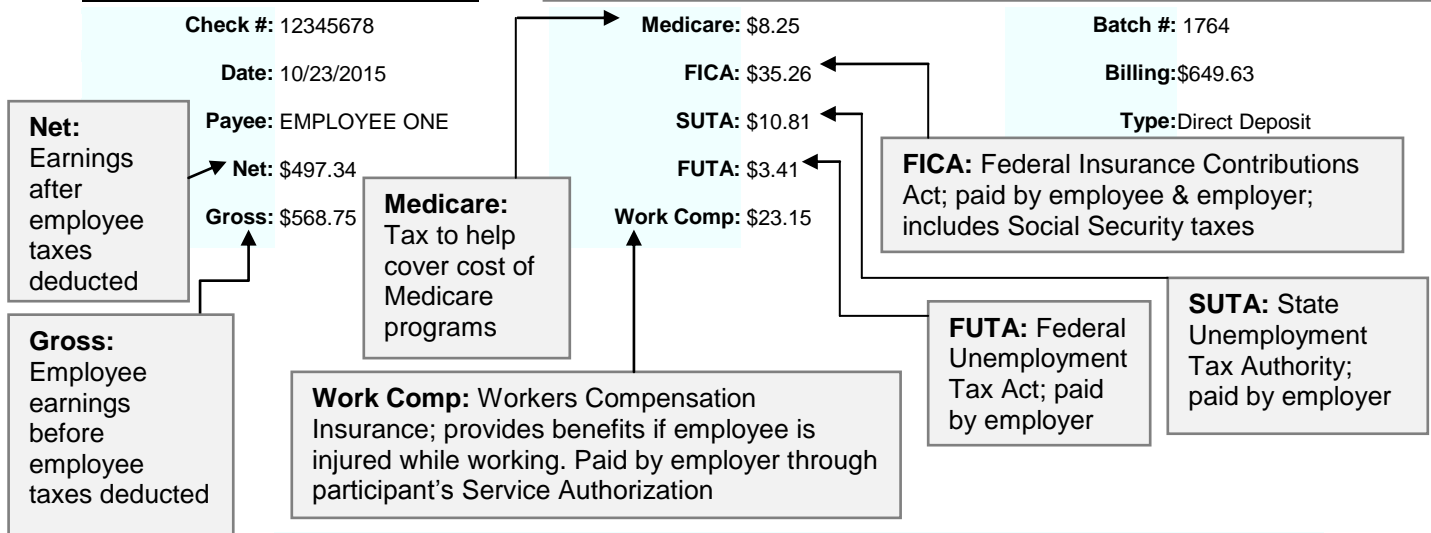 Check #: 12345678
Medicare: $8.25
Batch #: 1764
Date: 10/23/2015
FICA: $35.26
Billing:$649.63
Payee: EMPLOYEE ONE
SUTA: $10.81
Type:Direct Deposit
Net: $497.34
FUTA: $3.41
Gross: $568.75
Work Comp: $23.15
Net:
Earnings
after
employee
taxes
deducted
Gross:
Employee
earnings
before
employee
taxes deducted
Medicare:
Tax to help
cover cost of
Medicare
programs
Work Comp: Workers Compensation
Insurance; provides benefits if employee is
injured while working. Paid by employer through
participant's Service Authorization
FICA: Federal Insurance Contributions
Act; paid by employee & employer;
includes Social Security taxes
FUTA: Federal
Unemployment
Tax Act; paid
by employer
SUTA: State
Unemployment
Tax Authority;
paid by employer